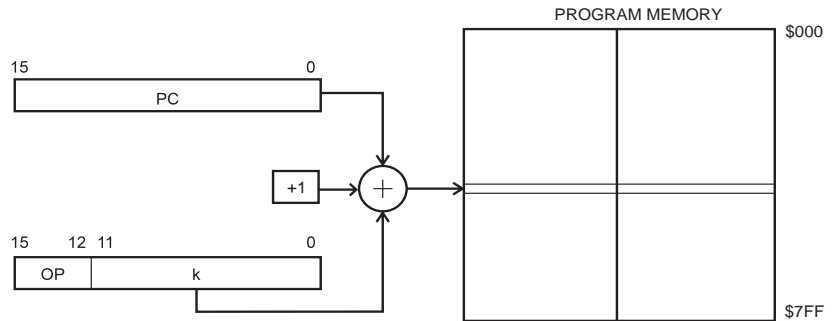 PROGRAM MEMORY
$000
15 0
PC
+1
+
15 12 11 0
OP k
$7FF